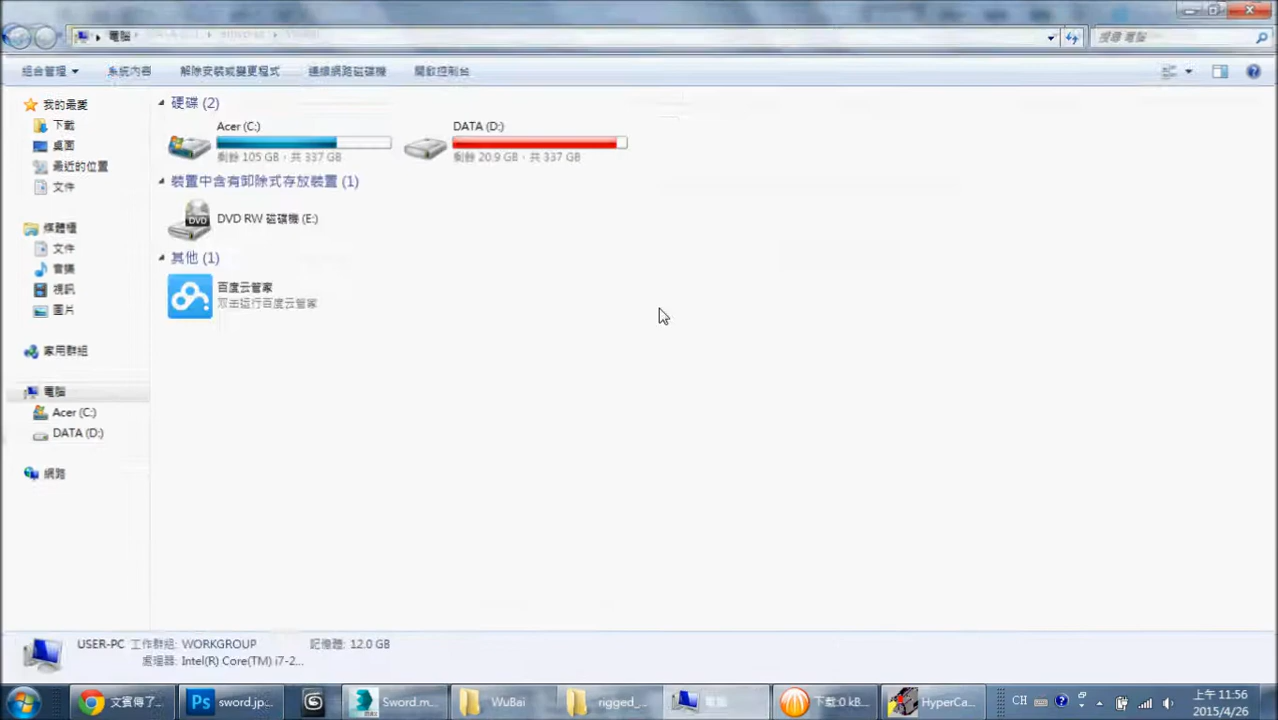 電腦
搜尋 電腦
組合管理
系統內容
解除安裝或變更程式
連線網路磁碟機
開啟控制台
我的最愛
下載
桌面
最近的位置
文件
媒體櫃
文件
音樂
視訊
圖片
家用群組
電腦
Acer (C:)
DATA (D:)
網路
硬碟 (2)
Acer (C:)
剩餘 105 GB，共 337 GB
DATA (D:)
剩餘 20.9 GB，共 337 GB
裝置中含有卸除式存放裝置 (1)
DVD RW 磁碟機 (E:)
DVD
其他 (1)
百度云管家
双击运行百度云管家
USER-PC 工作群組: WORKGROUP
記憶體: 12.0 GB
處理器: Intel(R) Core(TM) i7-2...
文賓傳了...
Ps
sword.jp...
Sword.m...
WuBai
rigged_...
電腦
下载:0 kB...
HyperCa...
CH
上午 11:56
2015/4/26